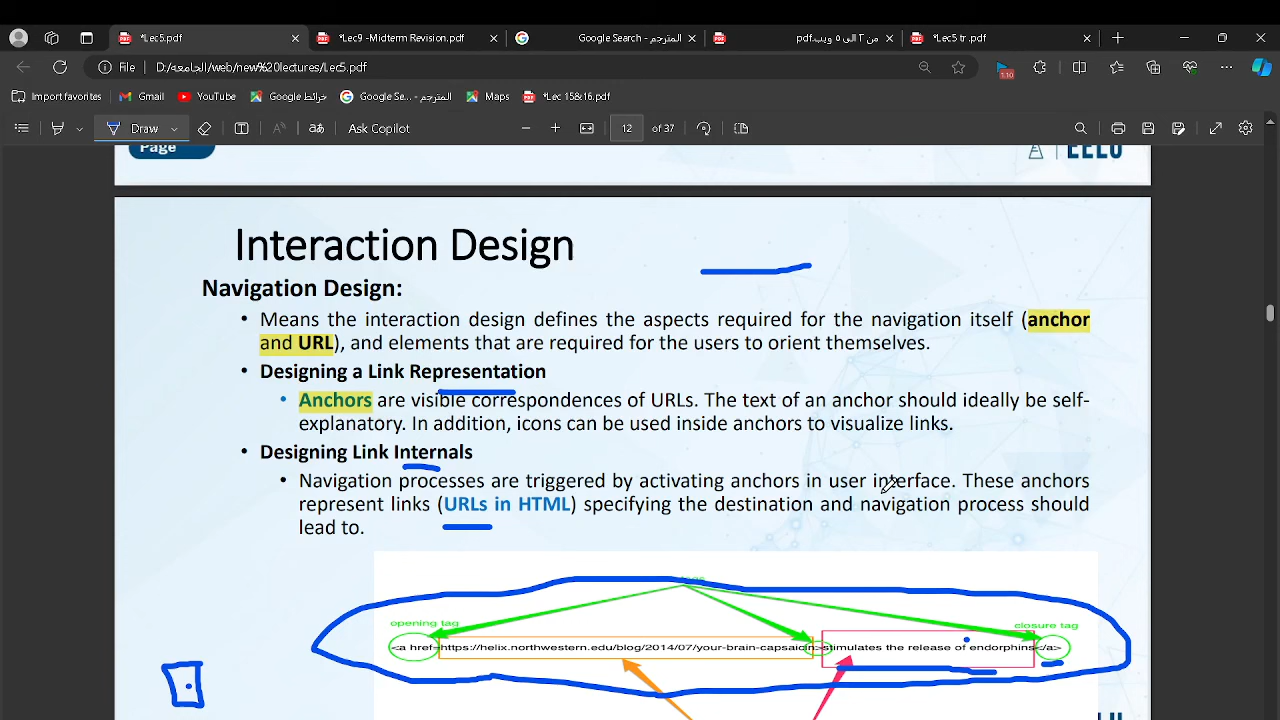 *Lec5.pdf
*Lec9 -Midterm Revision.pdf
Google Search - المترجم
من ٢ الى ٥ ويب.pdf
*Lec5 tr.pdf
File
D:/الجامعه/web/new%20lectures/Lec5.pdf
1.10
Import favorites
Gmail
YouTube
خرائط Google
Google Se... - المترجم
Maps
*Lec 15&16.pdf
Draw
Ask Copilot
12 of 37
Page
EELU
Interaction Design
Navigation Design:
• Means the interaction design defines the aspects required for the navigation itself (anchor
and URL), and elements that are required for the users to orient themselves.
• Designing a Link Representation
• Anchors are visible correspondences of URLs. The text of an anchor should ideally be self-
explanatory. In addition, icons can be used inside anchors to visualize links.
• Designing Link Internals
• Navigation processes are triggered by activating anchors in user interface. These anchors
represent links (URLs in HTML) specifying the destination and navigation process should
lead to.
opening tag
closure tag
<a href=https://helix.northwestern.edu/blog/2014/07/your-brain-capsaicin>stimulates the release of endorphins</a>